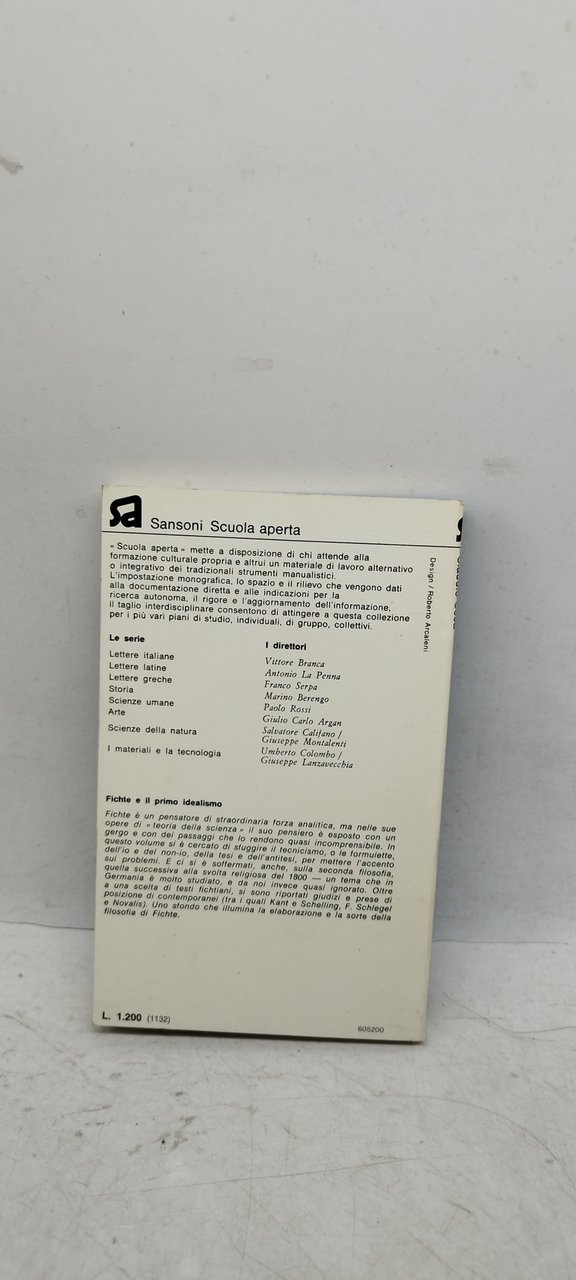 sa Sansoni Scuola aperta
« Scuola aperta » mette a disposizione di chi attende alla
formazione culturale propria e altrui un materiale di lavoro alternativo
o integrativo dei tradizionali strumenti manualistici.
L'impostazione monografica, lo spazio e il rilievo che vengono dati
alla documentazione diretta e alle indicazioni per la
ricerca autonoma, il rigore e l'aggiornamento dell'informazione,
il taglio interdisciplinare consentono di attingere a questa collezione
per i più vari piani di studio, individuali, di gruppo, collettivi.
Design / Roberto Arcaleni
Le serie I direttori
Lettere italiane Vittore Branca
Lettere latine Antonio La Penna
Lettere greche Franco Serpa
Storia Marino Berengo
Scienze umane Paolo Rossi
Arte Giulio Carlo Argan
Scienze della natura Salvatore Califano /
Giuseppe Montalenti
I materiali e la tecnologia Umberto Colombo /
Giuseppe Lanzavecchia
Fichte e il primo idealismo
Fichte è un pensatore di straordinaria forza analitica, ma nelle sue
opere di « teoria della scienza » il suo pensiero è esposto con un
gergo e con dei passaggi che lo rendono quasi incomprensibile. In
questo volume si è cercato di sfuggire il tecnicismo, o le formulette,
dell'io e del non-io, della tesi e dell'antitesi, per mettere l'accento
sui problemi. E ci si è soffermati, anche, sulla seconda filosofia,
quella successiva alla svolta religiosa del 1800 — un tema che in
Germania è molto studiato, e da noi invece quasi ignorato. Oltre
a una scelta di testi fichtiani, si sono riportati giudizi e prese di
posizione di contemporanei (tra i quali Kant e Schelling, F. Schlegel
e Novalis). Uno sfondo che illumina la elaborazione e la sorte della
filosofia di Fichte.
L. 1.200 (1132)
605200